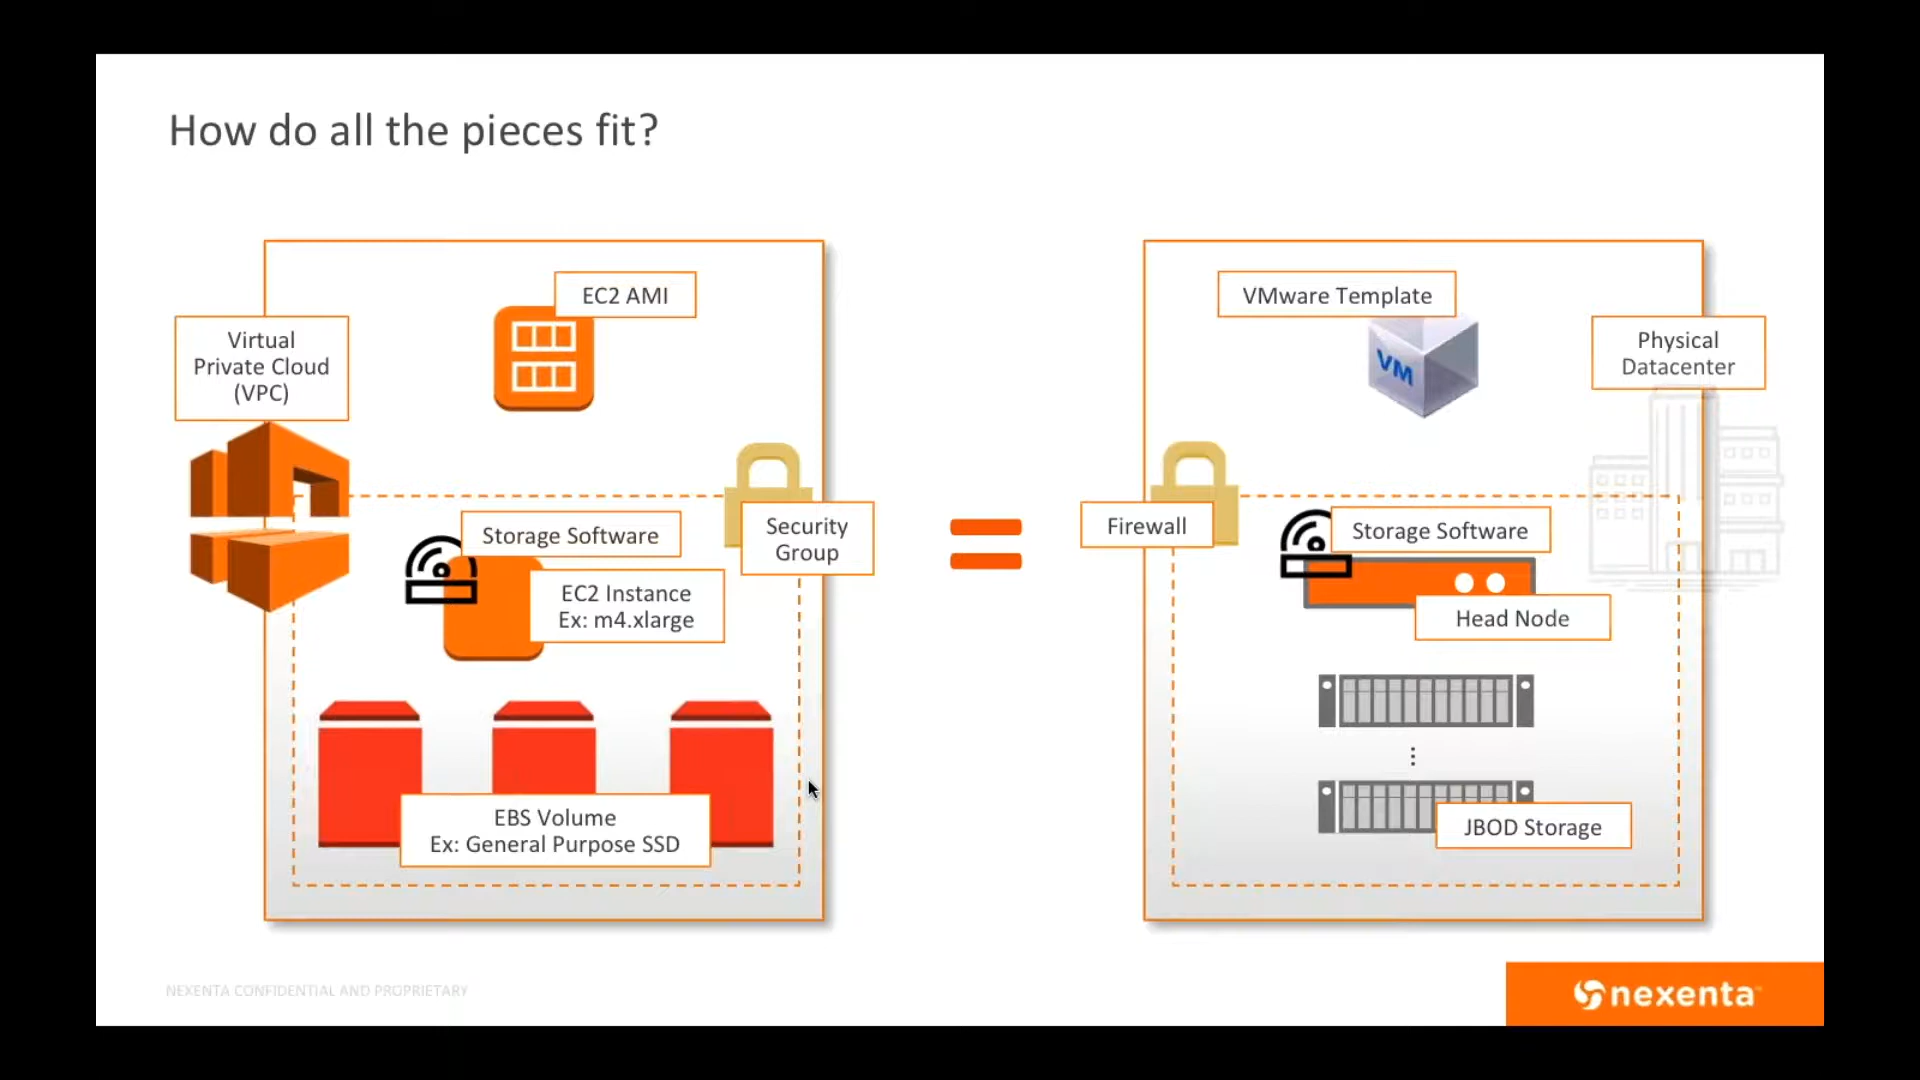 How do all the pieces fit?
EC2 AMI
Virtual
Private Cloud
(VPC)
Storage Software
Security
Group
EC2 Instance
Ex: m4.xlarge
EBS Volume
Ex: General Purpose SSD
VMware Template
VM
Physical
Datacenter
Firewall
Storage Software
Head Node
JBOD Storage
NEXENTA CONFIDENTIAL AND PROPRIETARY
nexenta